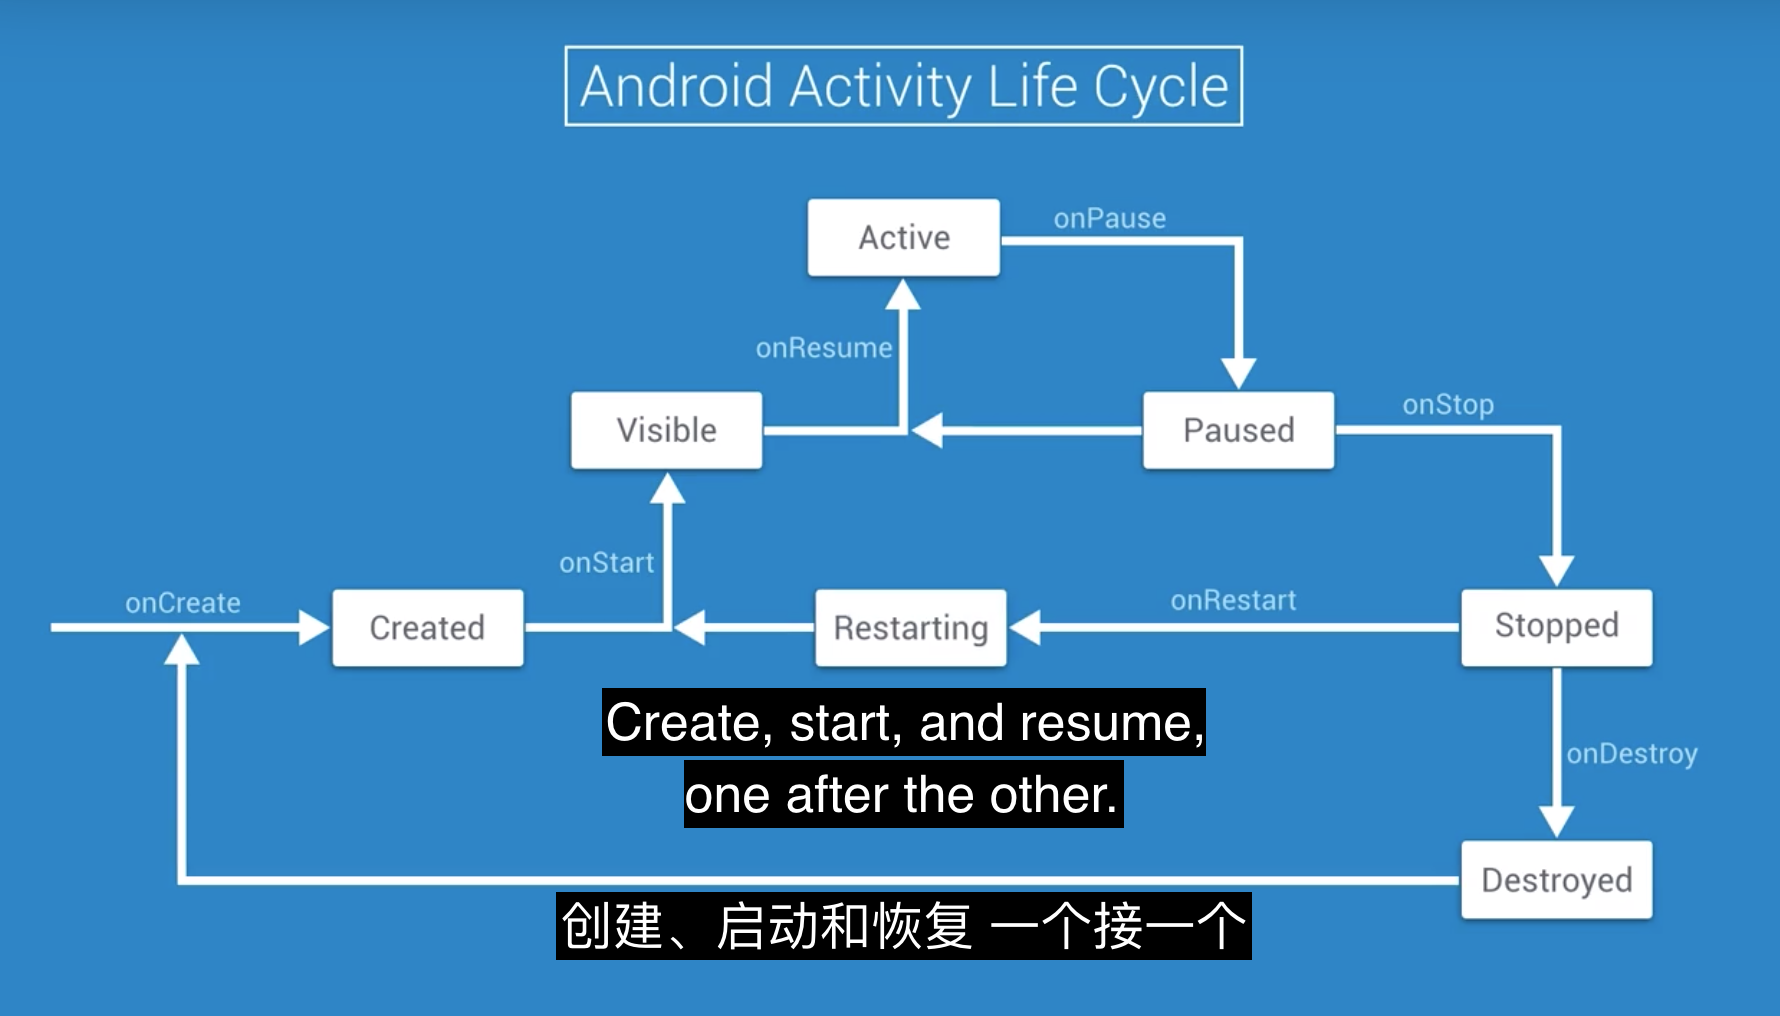 Android Activity Life Cycle
Active
onPause
onResume
Visible
Paused
onStop
onStart
onCreate
Created
Restarting
onRestart
Stopped
Create, start, and resume,
one after the other.
onDestroy
Destroyed
创建、启动和恢复 一个接一个